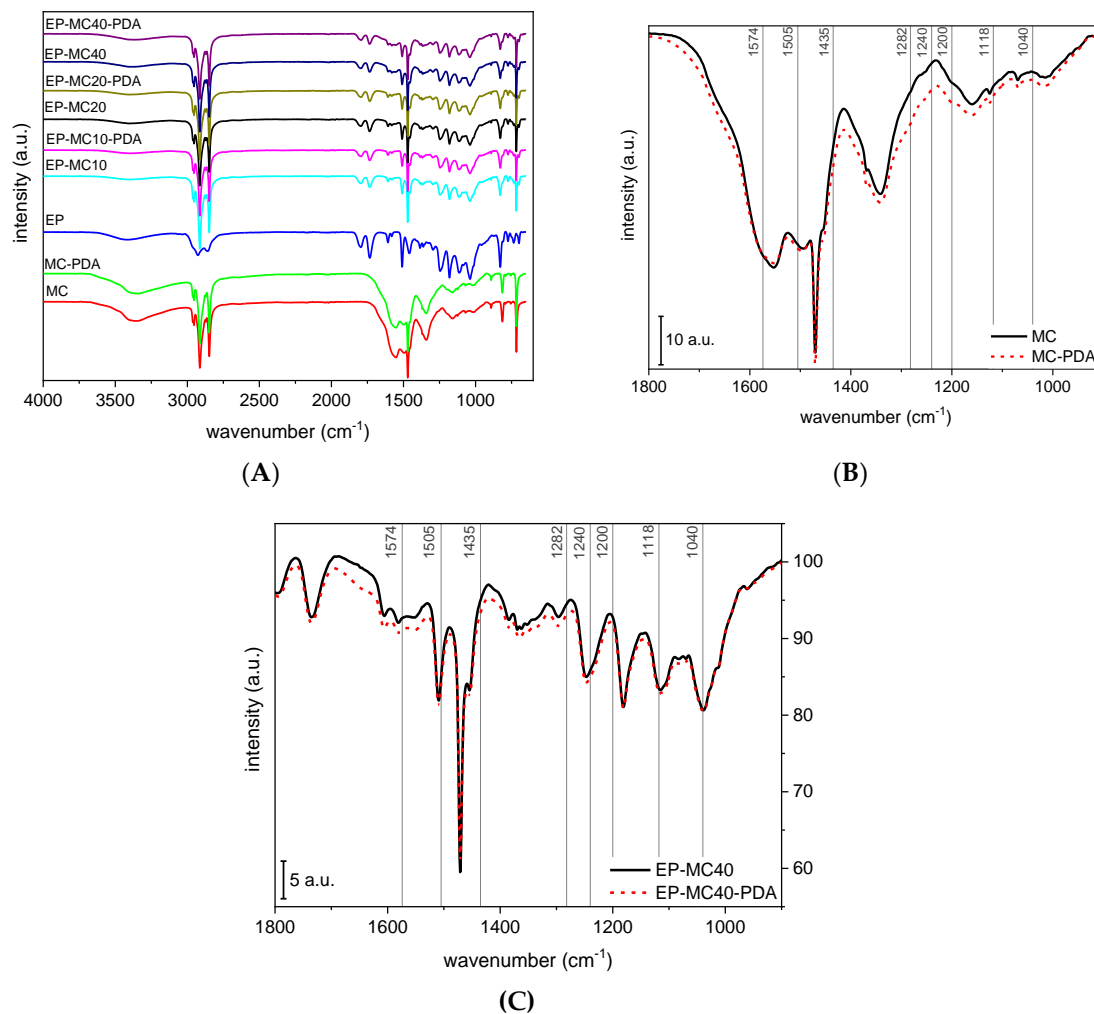 EP-MC40-PDA
EP-MC40
EP-MC20-PDA
EP-MC20
EP-MC10-PDA
EP-MC10
EP
MC-PDA
MC
intensity (a.u.)
4000 3500 3000 2500 2000 1500 1000
wavenumber (cm⁻¹)
(A)
1574 1505 1435 1282 1240 1200 1118 1040
intensity (a.u.)
10 a.u.
MC
MC-PDA
1800 1600 1400 1200 1000
wavenumber (cm⁻¹)
(B)
1574 1505 1435 1282 1240 1200 1118 1040
intensity (a.u.)
100
90
80
70
60
5 a.u.
EP-MC40
EP-MC40-PDA
1800 1600 1400 1200 1000
wavenumber (cm⁻¹)
(C)